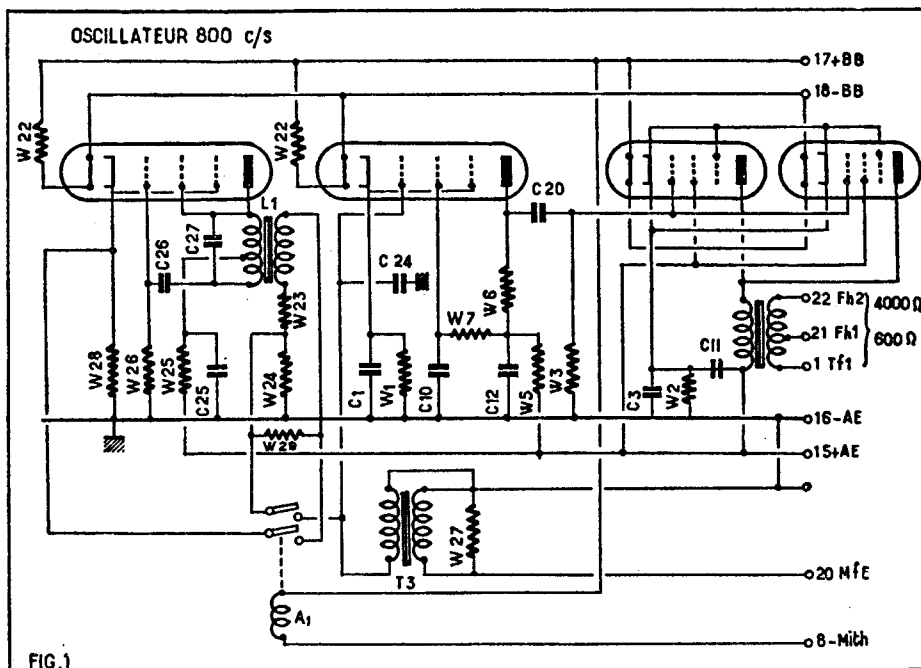 OSCILLATEUR 800 c/s
17+BB
18-BB
W22
W22
L1
C20
C27
C26
C 24
W23
W6
W7
22 Fh2
4000 Ω
21 Fh1
600 Ω
1 Tf1
C11
W28
W26
W25
C25
W24
C1
W1
C10
C12
W5
W3
C3
W2
16-AE
W29
15+AE
W27
T3
20 MfE
A1
8-Mith
FIG.1